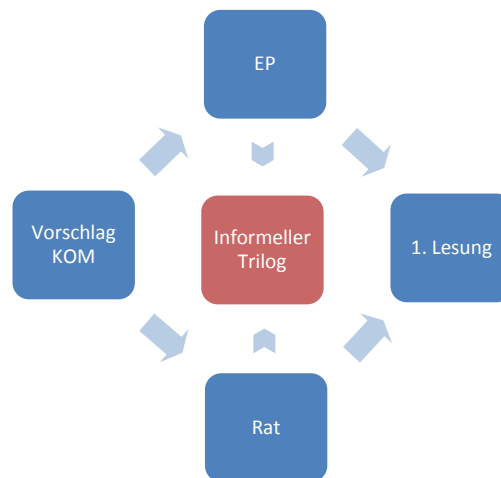 EP
Vorschlag
KOM
Informeller
Trilog
1. Lesung
Rat